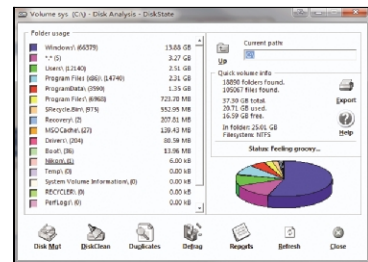 Volume sys (C:\) - Disk Analysis - DiskState
Folder usage
Windows\ (66379) 13.88 GB
*.* (5) 3.27 GB
Users\ (12140) 2.51 GB
Program Files (x86)\ (14740) 2.31 GB
ProgramData\ (3590) 1.35 GB
Program Files\ (6960) 723.70 MB
$Recycle.Bin\ (975) 552.95 MB
Recovery\ (2) 207.81 MB
MSOCache\ (27) 139.43 MB
Drivers\ (204) 80.59 MB
Boot\ (36) 13.96 MB
Nikon\ (1) 6.00 kB
Temp\ (0) 0.00 kB
System Volume Information\ (0) 0.00 kB
RECYCLER\ (0) 0.00 kB
PerfLogs\ (0) 0.00 kB
Current path
Up
Quick volume info
18890 folders found.
105067 files found.
37.30 GB total
20.71 GB used.
16.59 GB free.
In folder: 25.01 GB
Filesystem: NTFS
Export
Help
Status: Feeling groovy...
Disk Mgt
DiskClean
Duplicates
Defrag
Reports
Refresh
Close